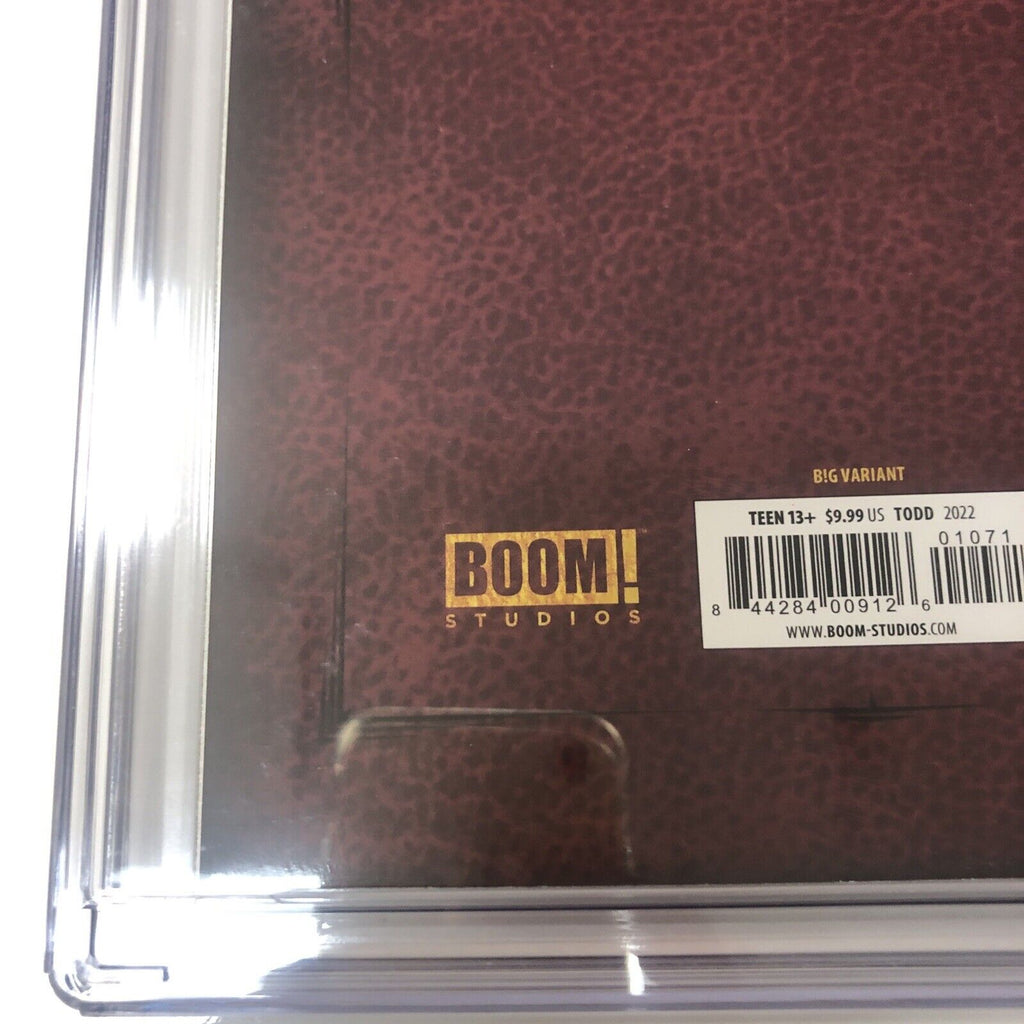 B!G VARIANT
TEEN 13+ $9.99 US TODD 2022
01071
8 44284 00912 6
WWW.BOOM-STUDIOS.COM
BOOM!
STUDIOS